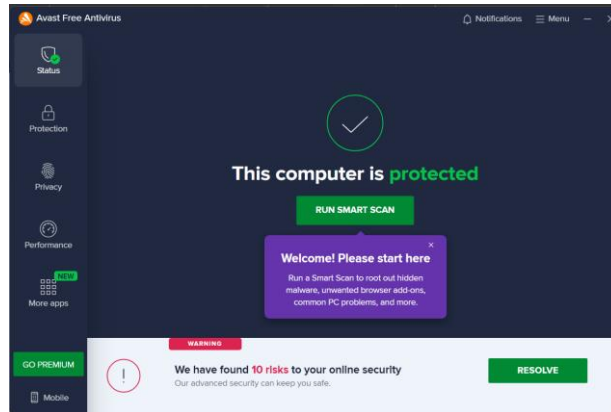 Avast Free Antivirus
Notifications
Menu
Status
Protection
Privacy
Performance
NEW
More apps
GO PREMIUM
Mobile
This computer is protected
RUN SMART SCAN
Welcome! Please start here
Run a Smart Scan to root out hidden
malware, unwanted browser add-ons,
common PC problems, and more.
WARNING
We have found 10 risks to your online security
Our advanced security can keep you safe.
RESOLVE